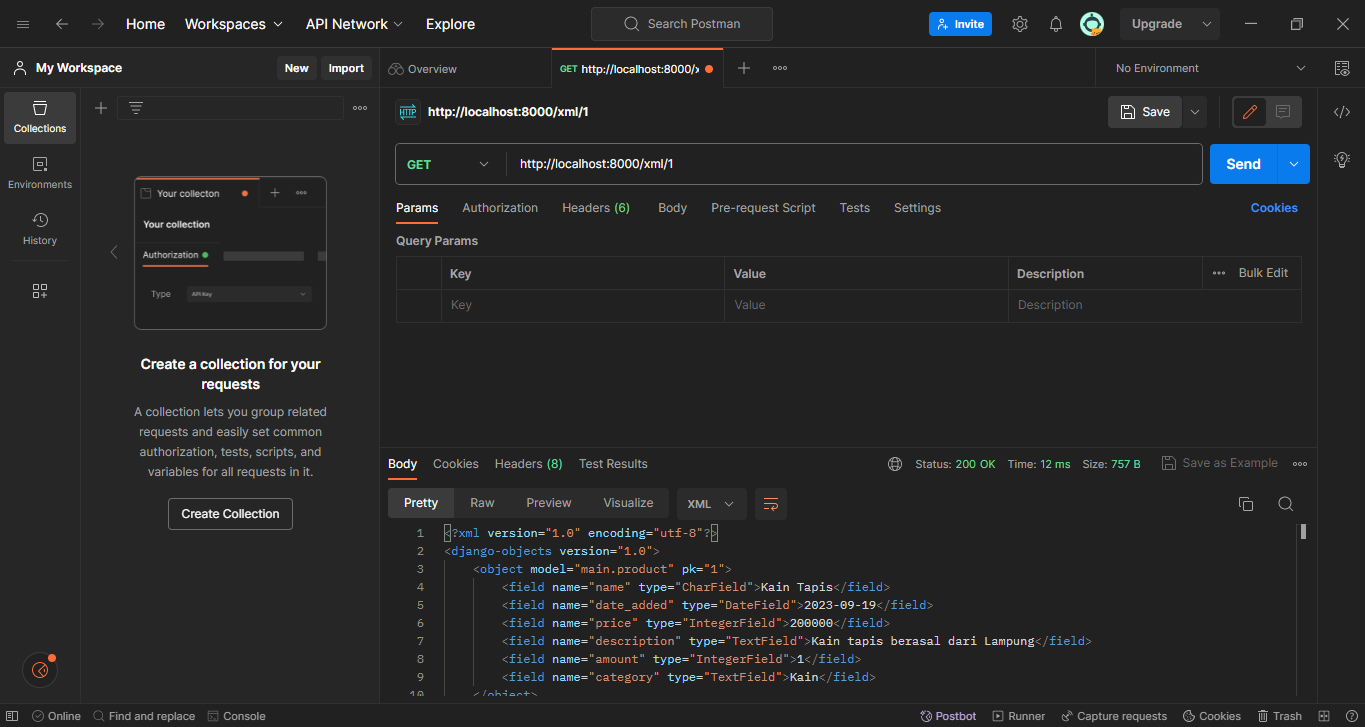 Home Workspaces API Network Explore Search Postman Invite Upgrade
My Workspace New Import Overview GET http://localhost:8000/x No Environment
Collections
Environments
History
Your collecton
Your collection
Authorization
Type API Key
Create a collection for your
requests
A collection lets you group related
requests and easily set common
authorization, tests, scripts, and
variables for all requests in it.
Create Collection
HTTP http://localhost:8000/xml/1 Save
GET http://localhost:8000/xml/1 Send
Params Authorization Headers (6) Body Pre-request Script Tests Settings Cookies
Query Params
Key Value Description Bulk Edit
Key Value Description
Body Cookies Headers (8) Test Results Status: 200 OK Time: 12 ms Size: 757 B Save as Example
Pretty Raw Preview Visualize XML
1 <?xml version="1.0" encoding="utf-8"?>
2 <django-objects version="1.0">
3 <object model="main.product" pk="1">
4 <field name="name" type="CharField">Kain Tapis</field>
5 <field name="date_added" type="DateField">2023-09-19</field>
6 <field name="price" type="IntegerField">200000</field>
7 <field name="description" type="TextField">Kain tapis berasal dari Lampung</field>
8 <field name="amount" type="IntegerField">1</field>
9 <field name="category" type="TextField">Kain</field>
10 </object>
Online Find and replace Console Postbot Runner Capture requests Cookies Trash